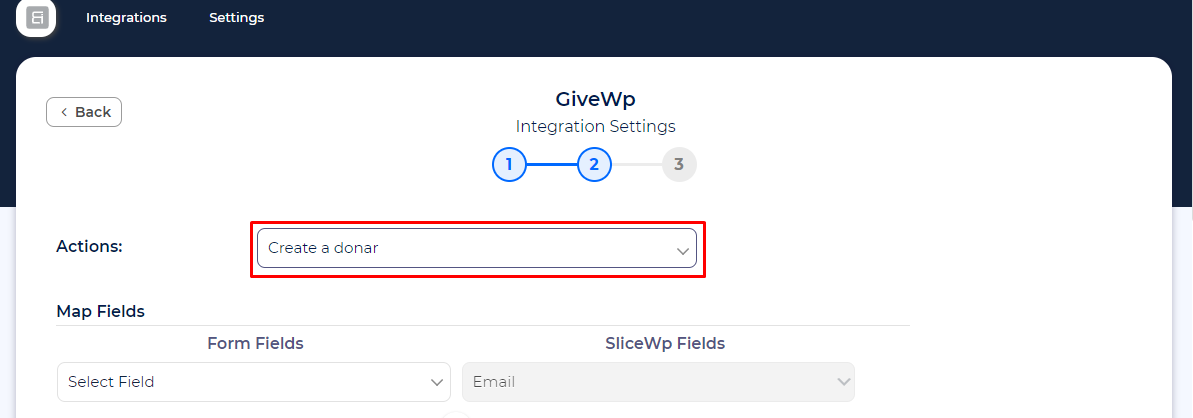 Integrations Settings
Back
GiveWp
Integration Settings
1 2 3
Actions:
Create a donar
Map Fields
Form Fields SliceWp Fields
Select Field Email